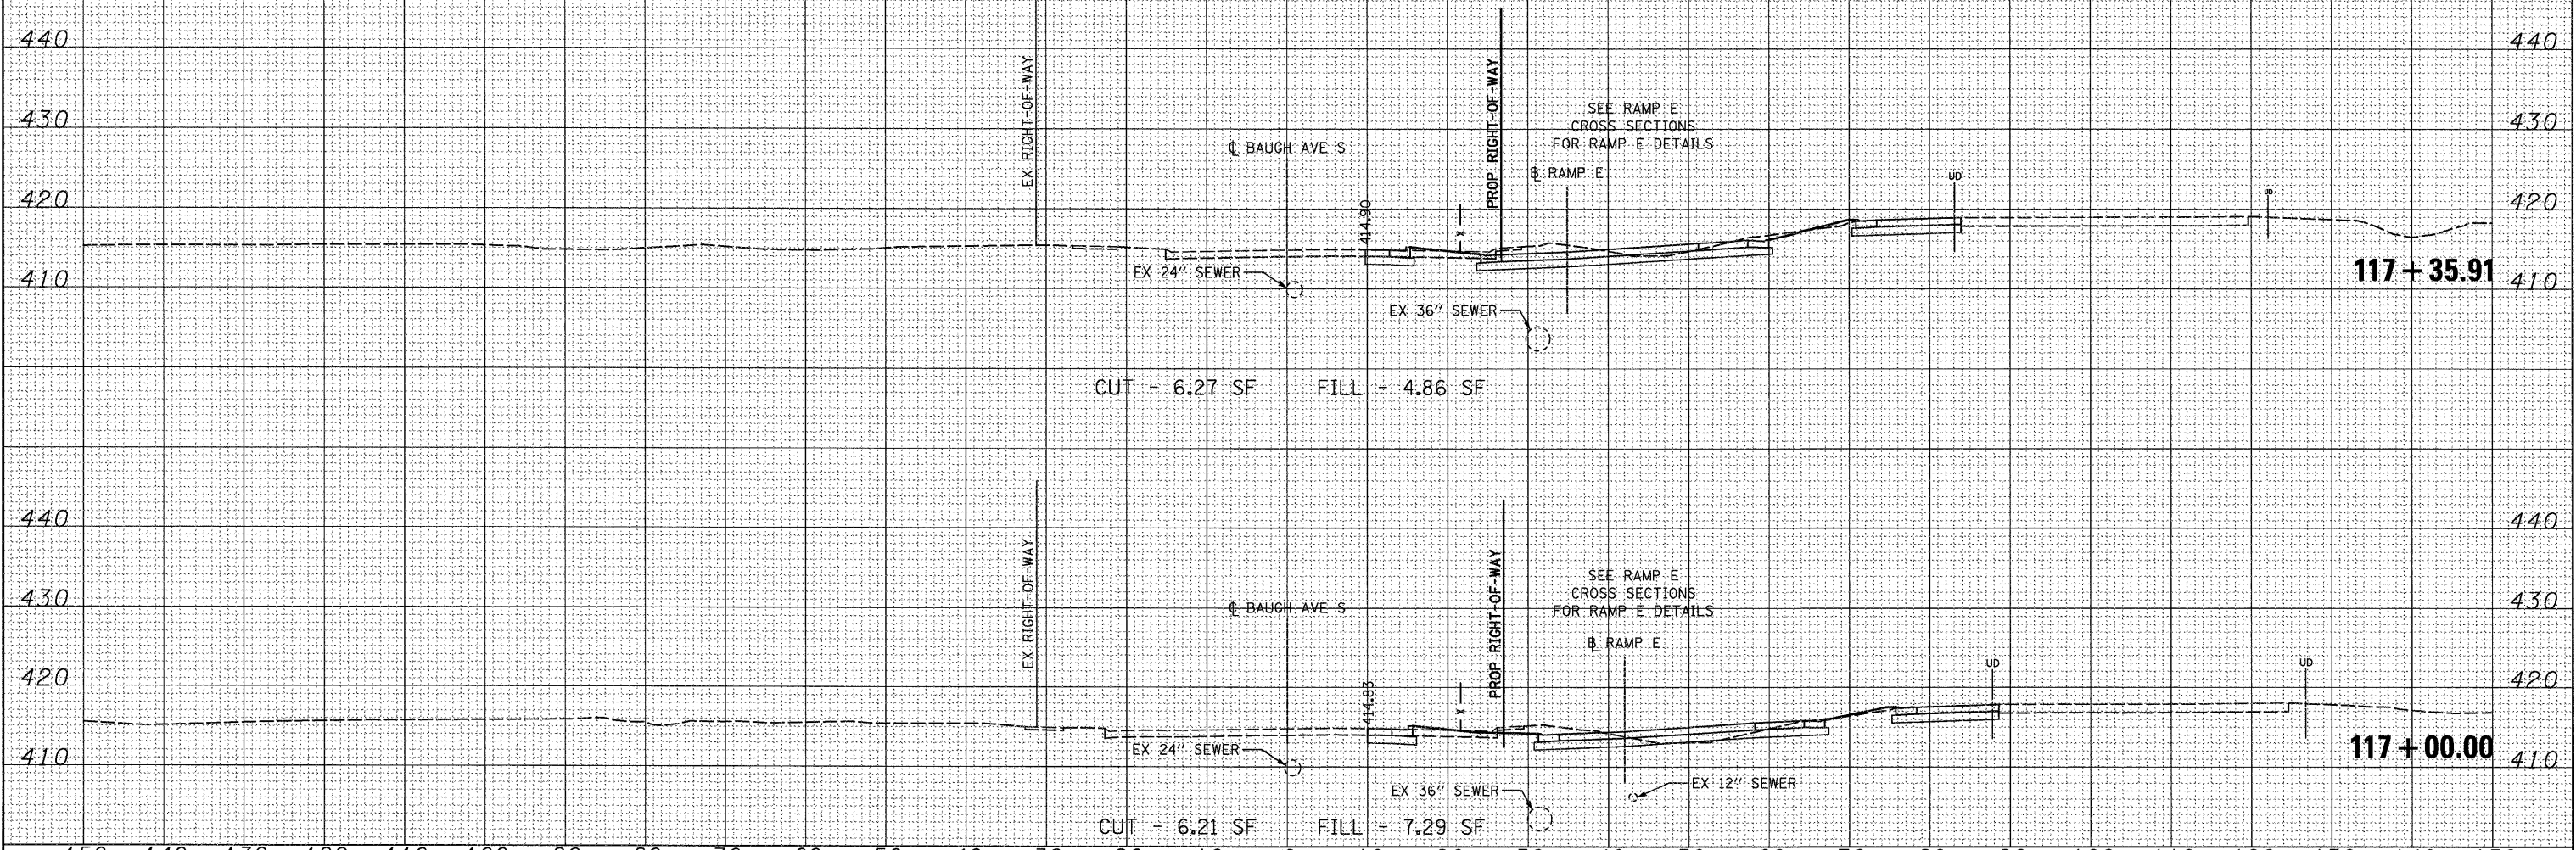 440
440
EX RIGHT-OF-WAY
PROP RIGHT-OF-WAY
SEE RAMP E
CROSS SECTIONS
FOR RAMP E DETAILS
430
430
℄ BAUGH AVE S
BL RAMP E
UD
UD
420
420
414.90
X
EX 24" SEWER
117+35.91
410
410
EX 36" SEWER
CUT - 6.27 SF FILL - 4.86 SF
440
440
EX RIGHT-OF-WAY
PROP RIGHT-OF-WAY
SEE RAMP E
CROSS SECTIONS
FOR RAMP E DETAILS
430
430
℄ BAUGH AVE S
BL RAMP E
UD
UD
420
420
414.83
X
EX 24" SEWER
117+00.00
410
410
EX 36" SEWER
EX 12" SEWER
CUT - 6.21 SF FILL - 7.29 SF